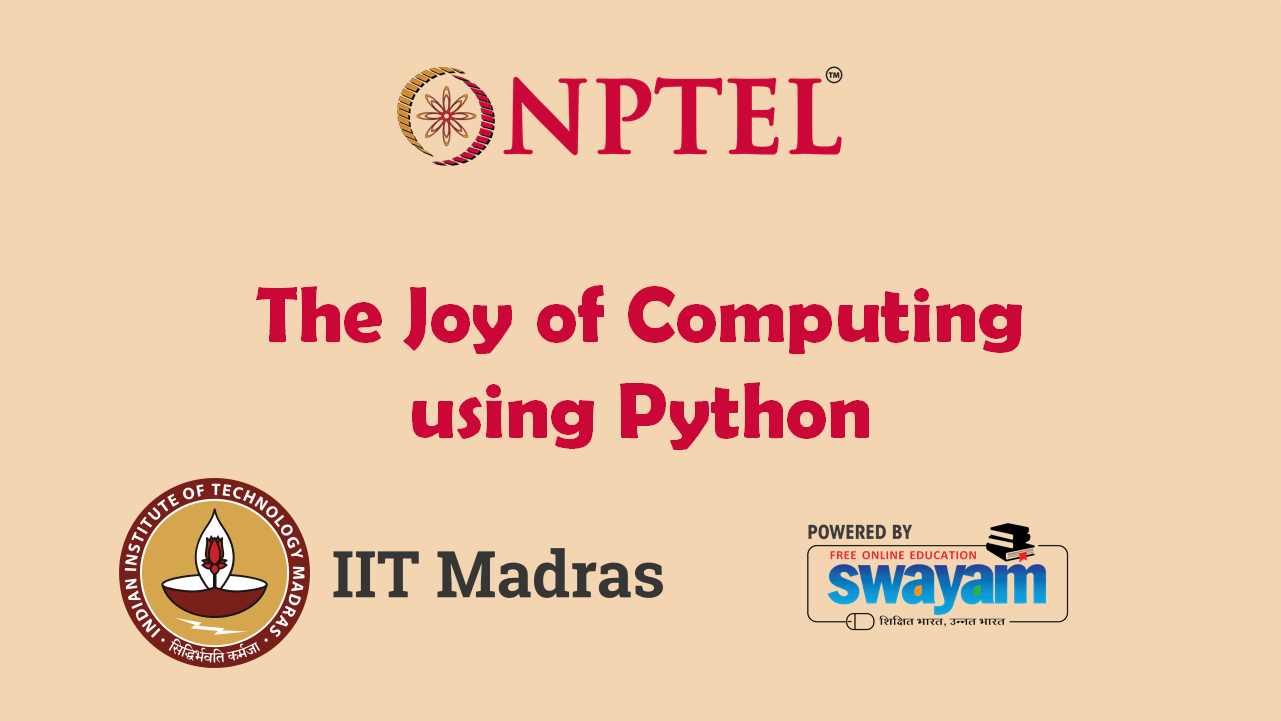 NPTEL™
The Joy of Computing
using Python
INDIAN INSTITUTE OF TECHNOLOGY MADRAS
सिद्धिर्भवति कर्मजा
IIT Madras
POWERED BY
FREE ONLINE EDUCATION
swayam
शिक्षित भारत, उन्नत भारत